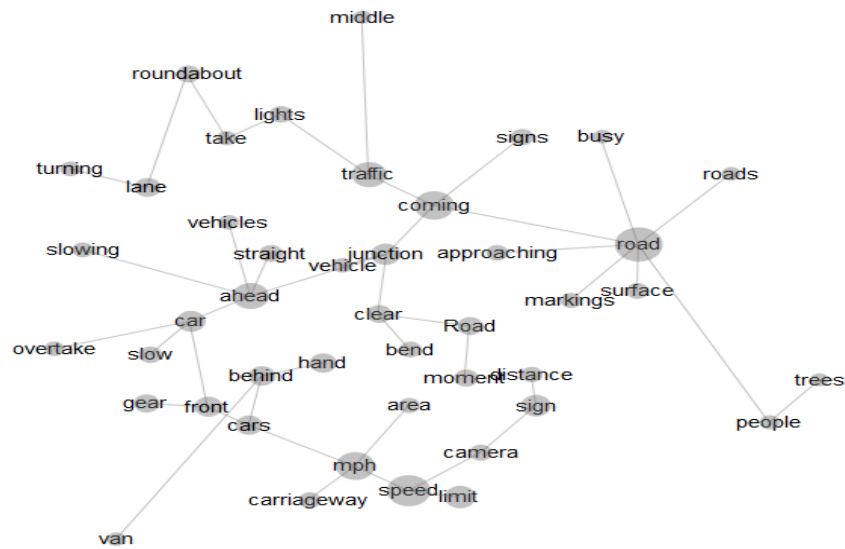 middle
roundabout
lights
take
signs
busy
turning
lane
traffic
roads
coming
vehicles
slowing
straight
junction
approaching
road
vehicle
ahead
markings
surface
car
clear
Road
overtake
slow
bend
behind
hand
moment
distance
trees
gear
front
area
sign
cars
people
mph
camera
carriageway
speed
limit
van